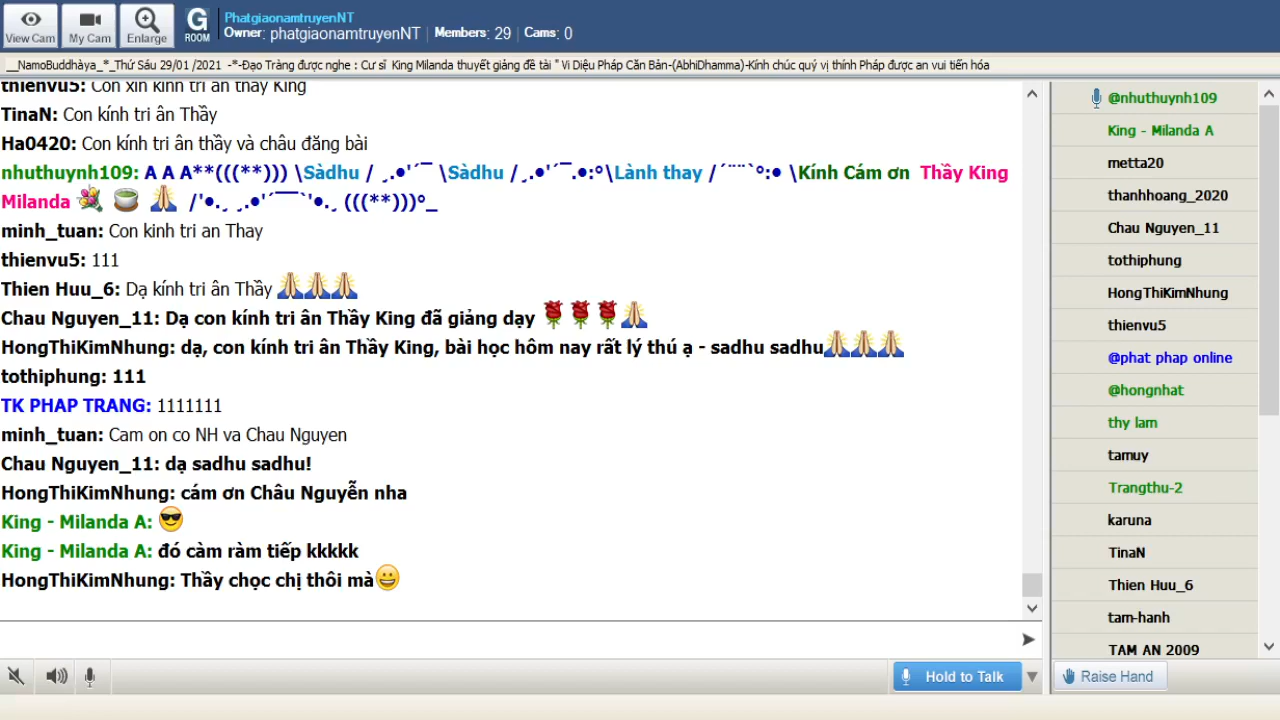 View Cam
My Cam
Enlarge
G ROOM
PhatgiaonamtruyenNT
Owner: phatgiaonamtruyenNT | Members: 29 | Cams: 0
__NamoBuddhàya_*_Thứ Sáu 29/01 /2021 -*-Đạo Tràng được nghe : Cư sĩ King Milanda thuyết giảng đề tài " Vi Diệu Pháp Căn Bản-(AbhiDhamma)-Kính chúc quý vị thính Pháp được an vui tiến hóa
thienvu5: Con xin kính tri ân thầy King
TinaN: Con kính tri ân Thầy
Ha0420: Con kính tri ân thầy và châu đăng bài
nhuthuynh109: A A A**(((**))) \Sàdhu / ¸.•'´¯ \Sàdhu /¸.•'´¯.•:°\Lành thay /´¨¨`°:• \Kính Cám ơn Thầy King
Milanda 💐 🍵 🙏 /'•.¸ ¸.•'´¯¯`'•.¸ (((**)))°_
minh_tuan: Con kinh tri an Thay
thienvu5: 111
Thien Huu_6: Dạ kính tri ân Thầy 🙏🙏🙏
Chau Nguyen_11: Dạ con kính tri ân Thầy King đã giảng dạy 🌹🌹🌹🙏
HongThiKimNhung: dạ, con kính tri ân Thầy King, bài học hôm nay rất lý thú ạ - sadhu sadhu🙏🙏🙏
tothiphung: 111
TK PHAP TRANG: 1111111
minh_tuan: Cam on co NH va Chau Nguyen
Chau Nguyen_11: dạ sadhu sadhu!
HongThiKimNhung: cám ơn Châu Nguyễn nha
King - Milanda A: 😎
King - Milanda A: đó càm ràm tiếp kkkkk
HongThiKimNhung: Thầy chọc chị thôi mà😀
Hold to Talk
@nhuthuynh109
King - Milanda A
metta20
thanhhoang_2020
Chau Nguyen_11
tothiphung
HongThiKimNhung
thienvu5
@phat phap online
@hongnhat
thy lam
tamuy
Trangthu-2
karuna
TinaN
Thien Huu_6
tam-hanh
TAM AN 2009
Raise Hand